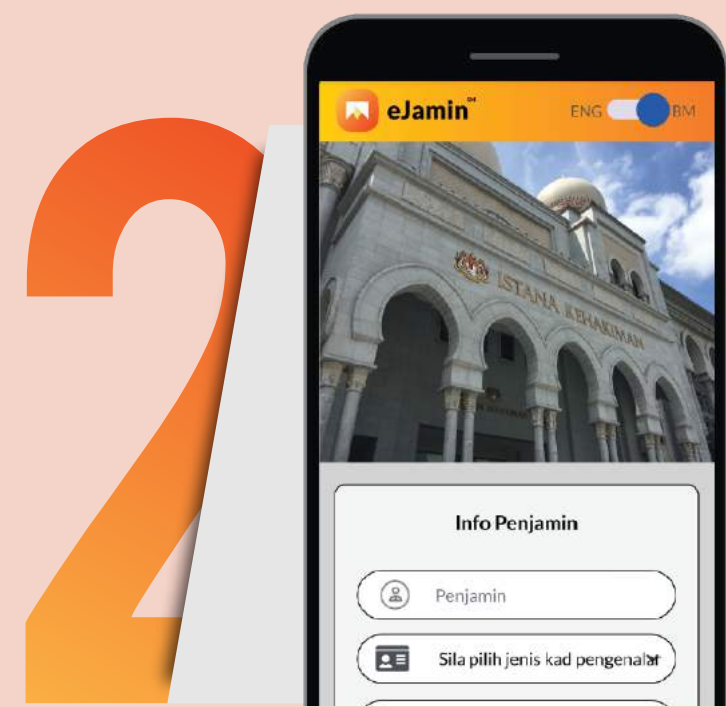 2
eJamin
ENG BM
ISTANA KEHAKIMAN
Info Penjamin
Penjamin
Sila pilih jenis kad pengenalan